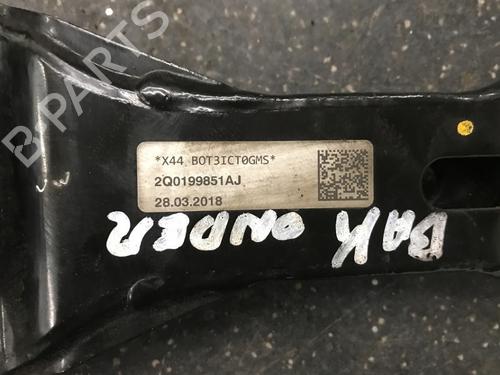 B PARTS
*X44 BOT3ICT0GMS*
2Q0199851AJ
28.03.2018
BAK ONDER